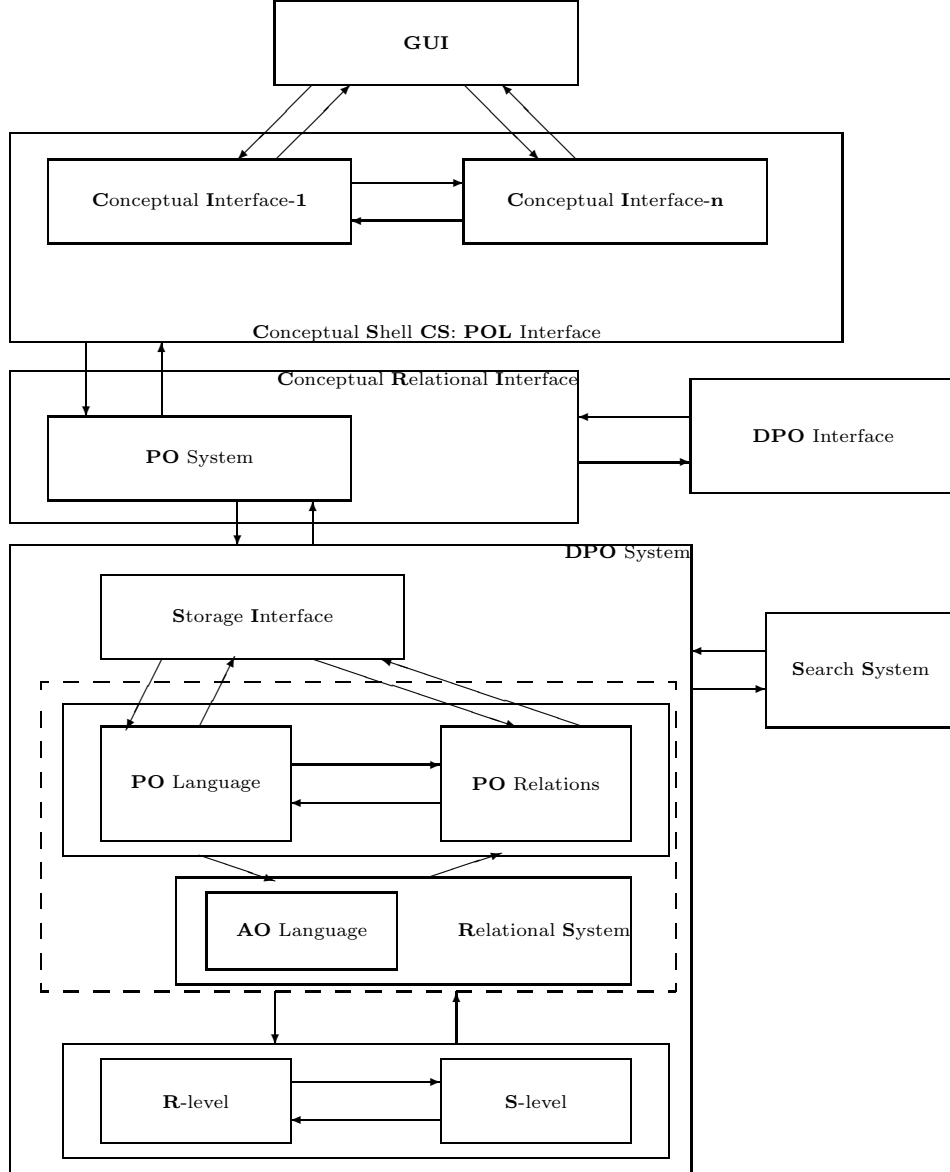 GUI
Conceptual Interface-1
Conceptual Interface-n
Conceptual Shell CS: POL Interface
Conceptual Relational Interface
PO System
DPO Interface
DPO System
Storage Interface
Search System
PO Language
PO Relations
AO Language
Relational System
R-level
S-level